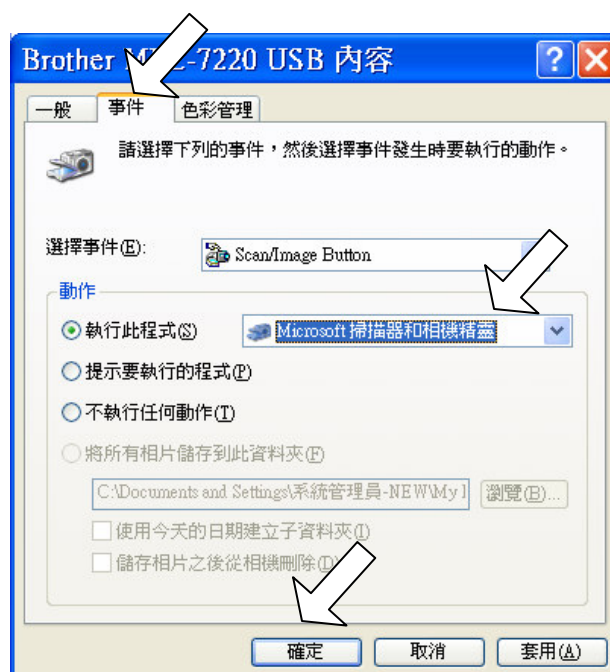 Brother M -7220 USB 內容
一般 事件 色彩管理
請選擇下列的事件，然後選擇事件發生時要執行的動作。
選擇事件(E): Scan/Image Button
動作
執行此程式(S) Microsoft 掃描器和相機精靈
提示要執行的程式(P)
不執行任何動作(T)
將所有相片儲存到此資料夾(F)
C:\Documents and Settings\系統管理員-NEW\My 瀏覽(B)...
使用今天的日期建立子資料夾(I)
儲存相片之後從相機刪除(D)
確定 取消 套用(A)